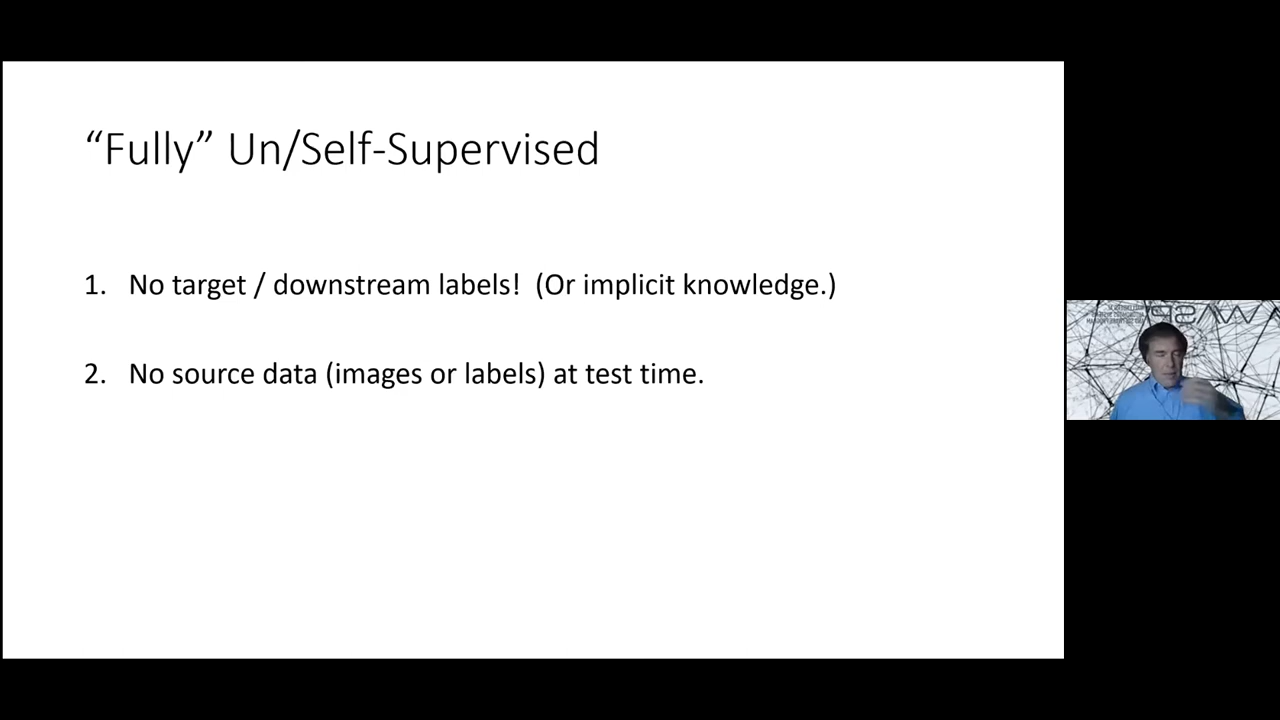 “Fully” Un/Self-Supervised
1. No target / downstream labels!  (Or implicit knowledge.)
2. No source data (images or labels) at test time.
WASP